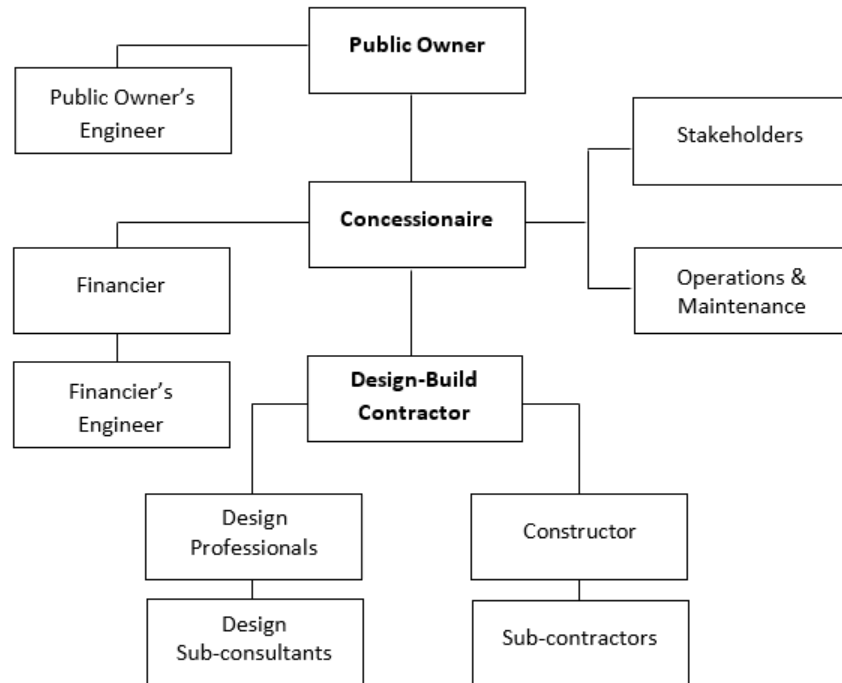 Public Owner
Public Owner’s
Engineer
Stakeholders
Concessionaire
Financier
Operations &
Maintenance
Financier’s
Engineer
Design-Build
Contractor
Design
Professionals
Constructor
Design
Sub-consultants
Sub-contractors